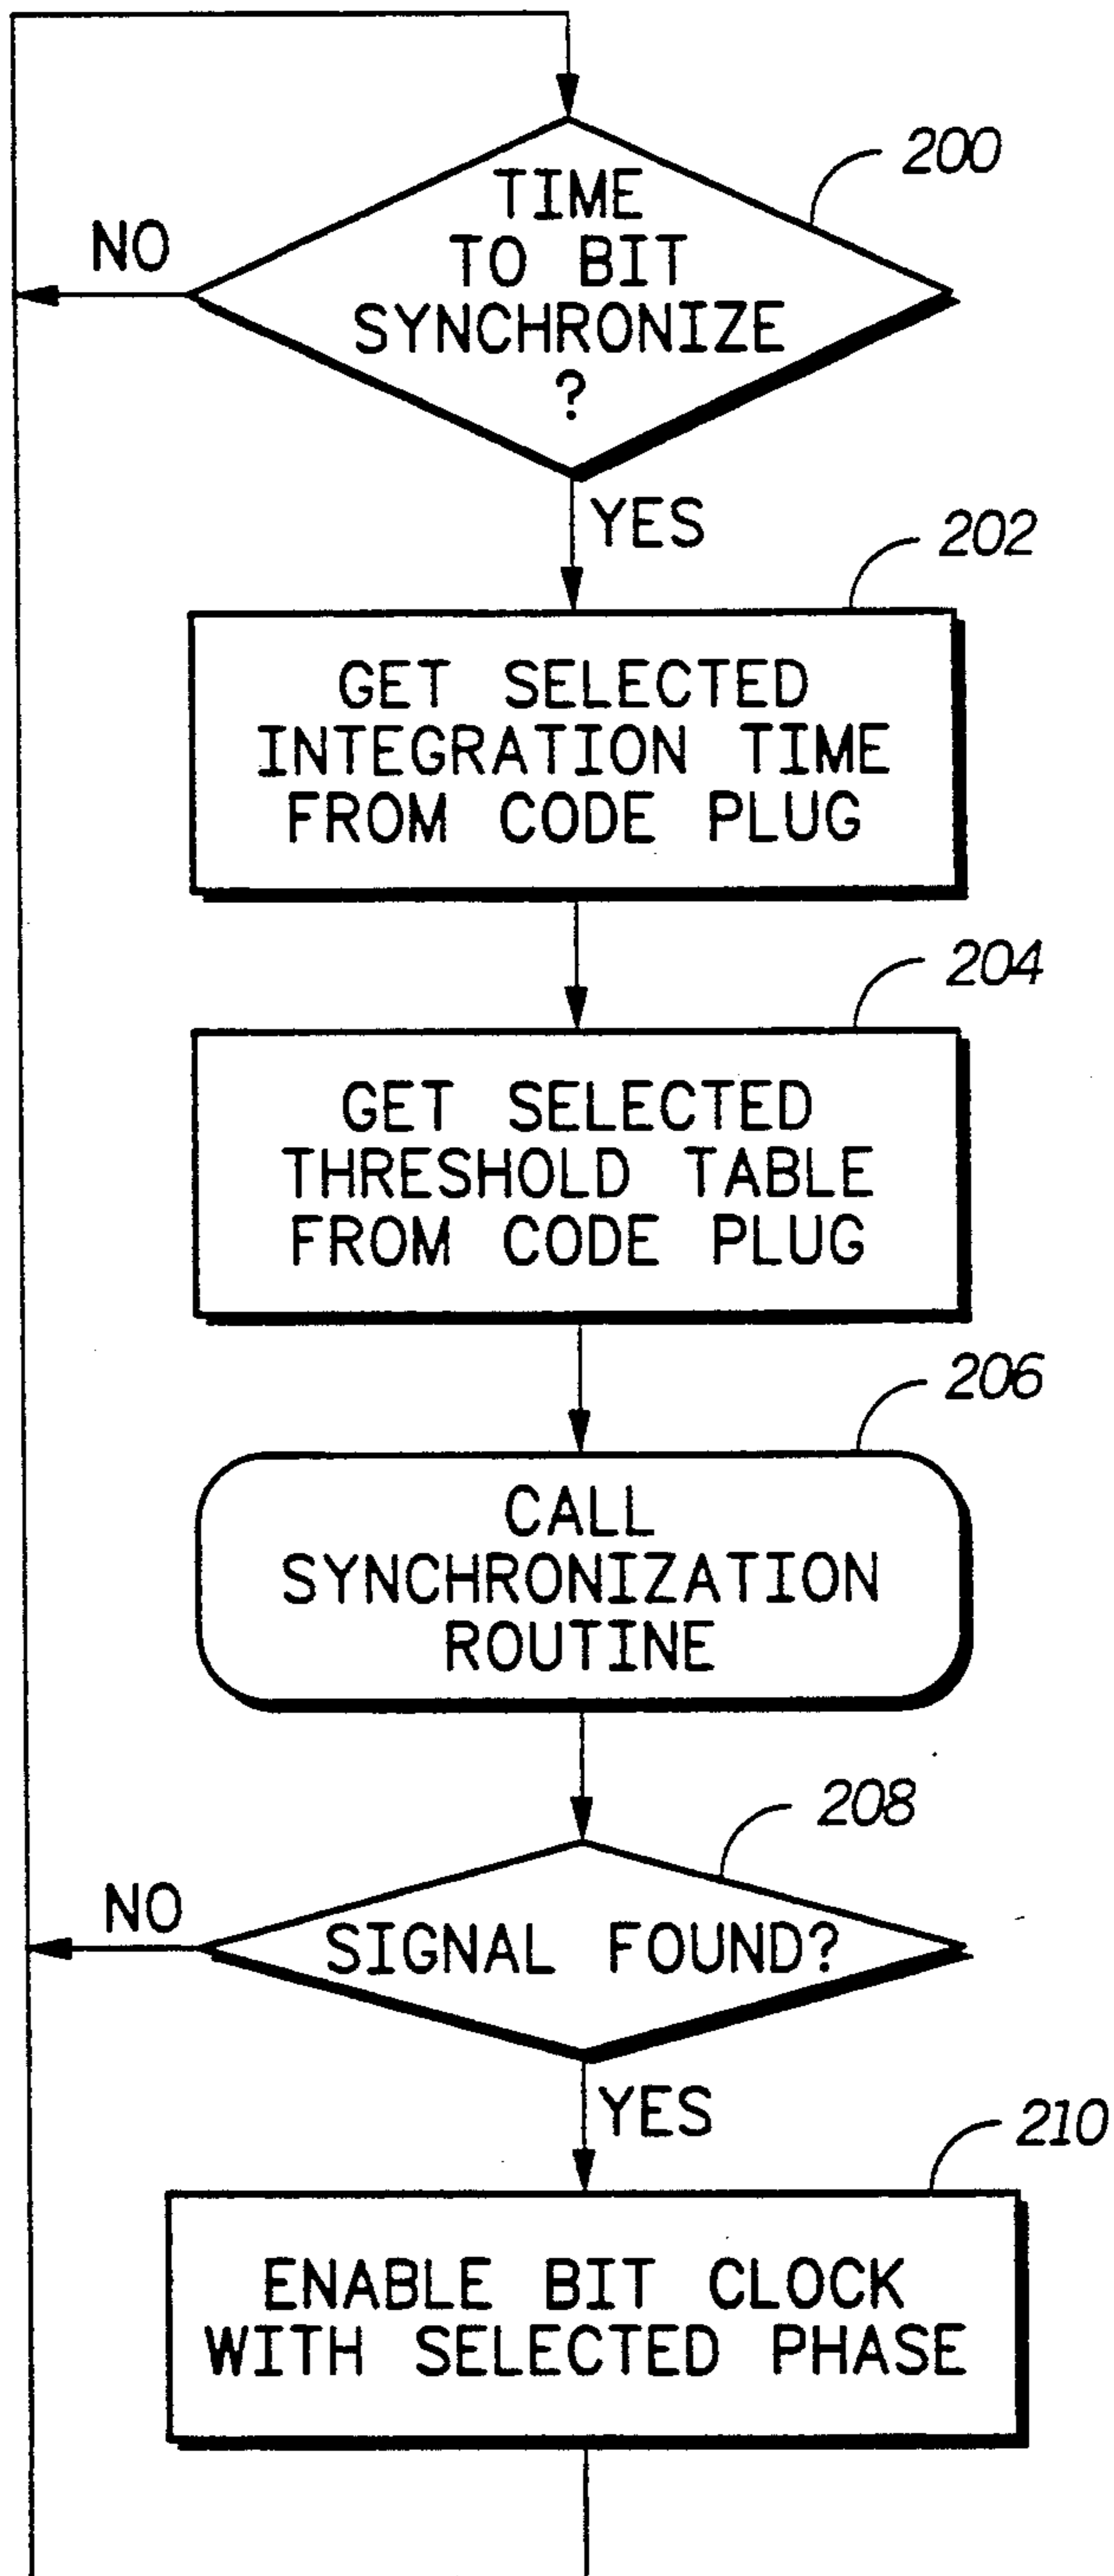 200
TIME
TO BIT
SYNCHRONIZE
?
NO
YES
202
GET SELECTED
INTEGRATION TIME
FROM CODE PLUG
204
GET SELECTED
THRESHOLD TABLE
FROM CODE PLUG
206
CALL
SYNCHRONIZATION
ROUTINE
208
NO
SIGNAL FOUND?
YES
210
ENABLE BIT CLOCK
WITH SELECTED PHASE